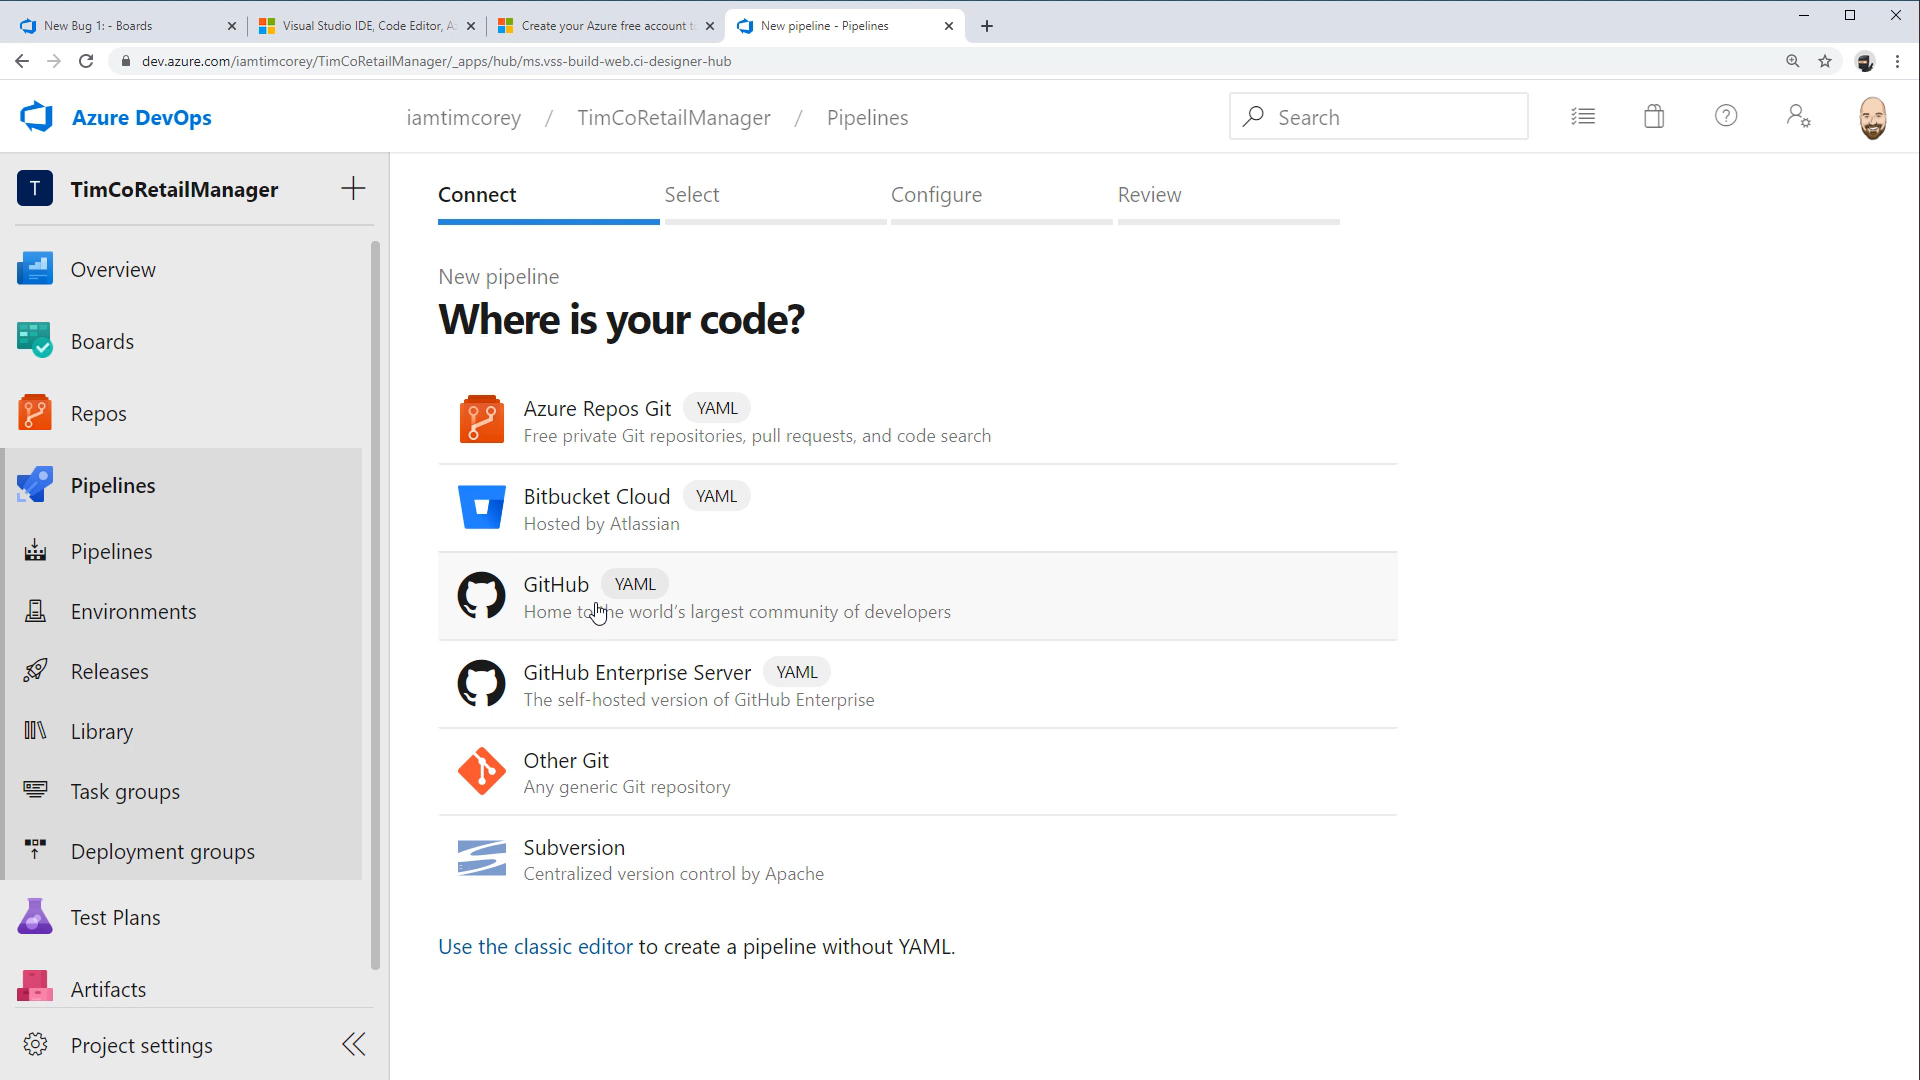 New Bug 1: - Boards
Visual Studio IDE, Code Editor, A
Create your Azure free account t
New pipeline - Pipelines
dev.azure.com/iamtimcorey/TimCoRetailManager/_apps/hub/ms.vss-build-web.ci-designer-hub
Azure DevOps
iamtimcorey / TimCoRetailManager / Pipelines
Search
T TimCoRetailManager
Overview
Boards
Repos
Pipelines
Pipelines
Environments
Releases
Library
Task groups
Deployment groups
Test Plans
Artifacts
Project settings
Connect
Select
Configure
Review
New pipeline
Where is your code?
Azure Repos Git YAML
Free private Git repositories, pull requests, and code search
Bitbucket Cloud YAML
Hosted by Atlassian
GitHub YAML
Home to the world's largest community of developers
GitHub Enterprise Server YAML
The self-hosted version of GitHub Enterprise
Other Git
Any generic Git repository
Subversion
Centralized version control by Apache
Use the classic editor to create a pipeline without YAML.